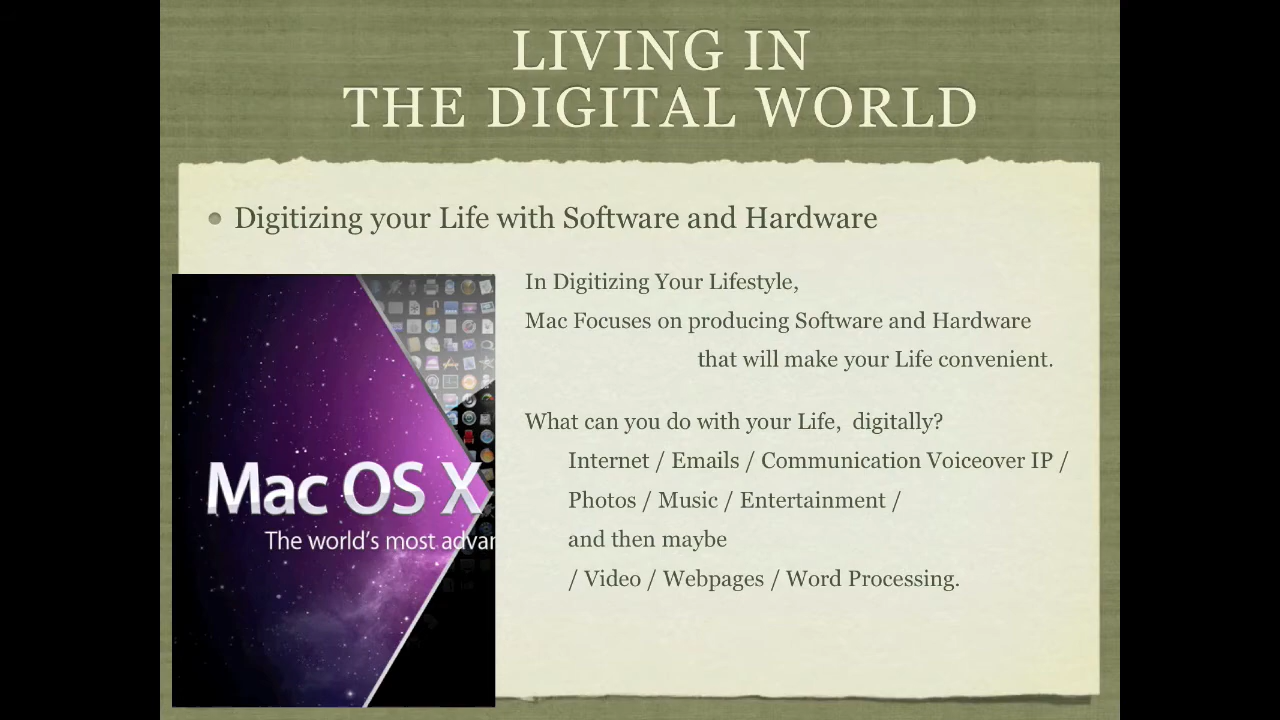 LIVING IN
THE DIGITAL WORLD
Digitizing your Life with Software and Hardware
In Digitizing Your Lifestyle,
Mac Focuses on producing Software and Hardware
that will make your Life convenient.
What can you do with your Life, digitally?
Internet / Emails / Communication Voiceover IP /
Photos / Music / Entertainment /
and then maybe
/ Video / Webpages / Word Processing.
Mac OS X
The world's most advan